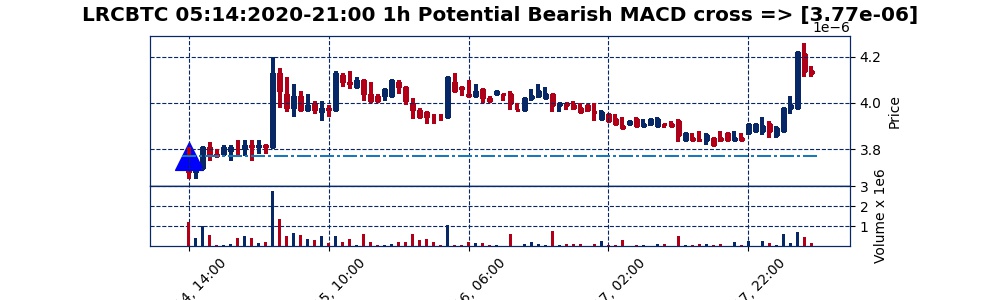 LRCBTC 05:14:2020-21:00 1h Potential Bearish MACD cross => [3.77e-06]
1e−6
4.2
4.0
3.8
Price
3
2
1
Volume x 1e6
4, 14:00
5, 10:00
6, 06:00
7, 02:00
7, 22:00